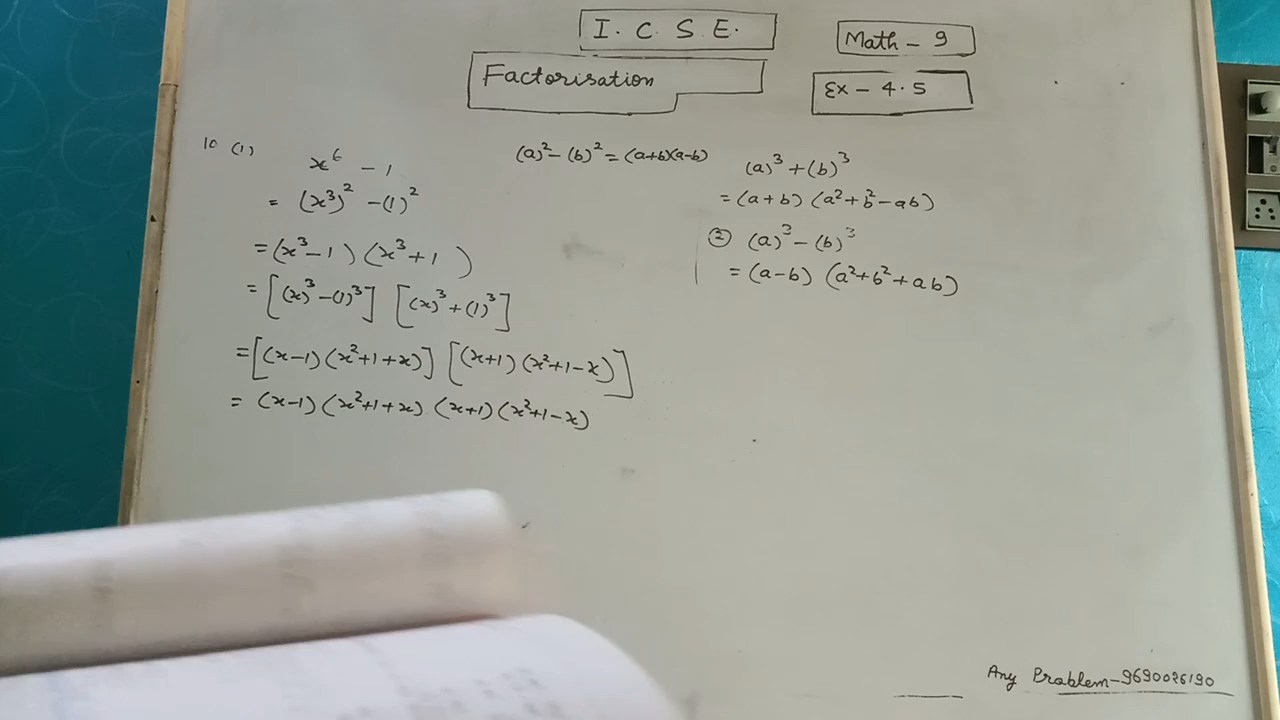 I. C. S. E.
Math - 9
Factorisation
Ex - 4.5
10 (1) x⁶ - 1
= (x³)² - (1)²
= (x³-1) (x³+1)
= [(x)³-(1)³] [(x)³+(1)³]
= [(x-1)(x²+1+x)] [(x+1)(x²+1-x)]
= (x-1)(x²+1+x) (x+1)(x²+1-x)
(a)²-(b)² = (a+b)(a-b)
(a)³+(b)³
= (a+b) (a²+b²-ab)
② (a)³-(b)³
= (a-b) (a²+b²+ab)
Any Problem-9690026190